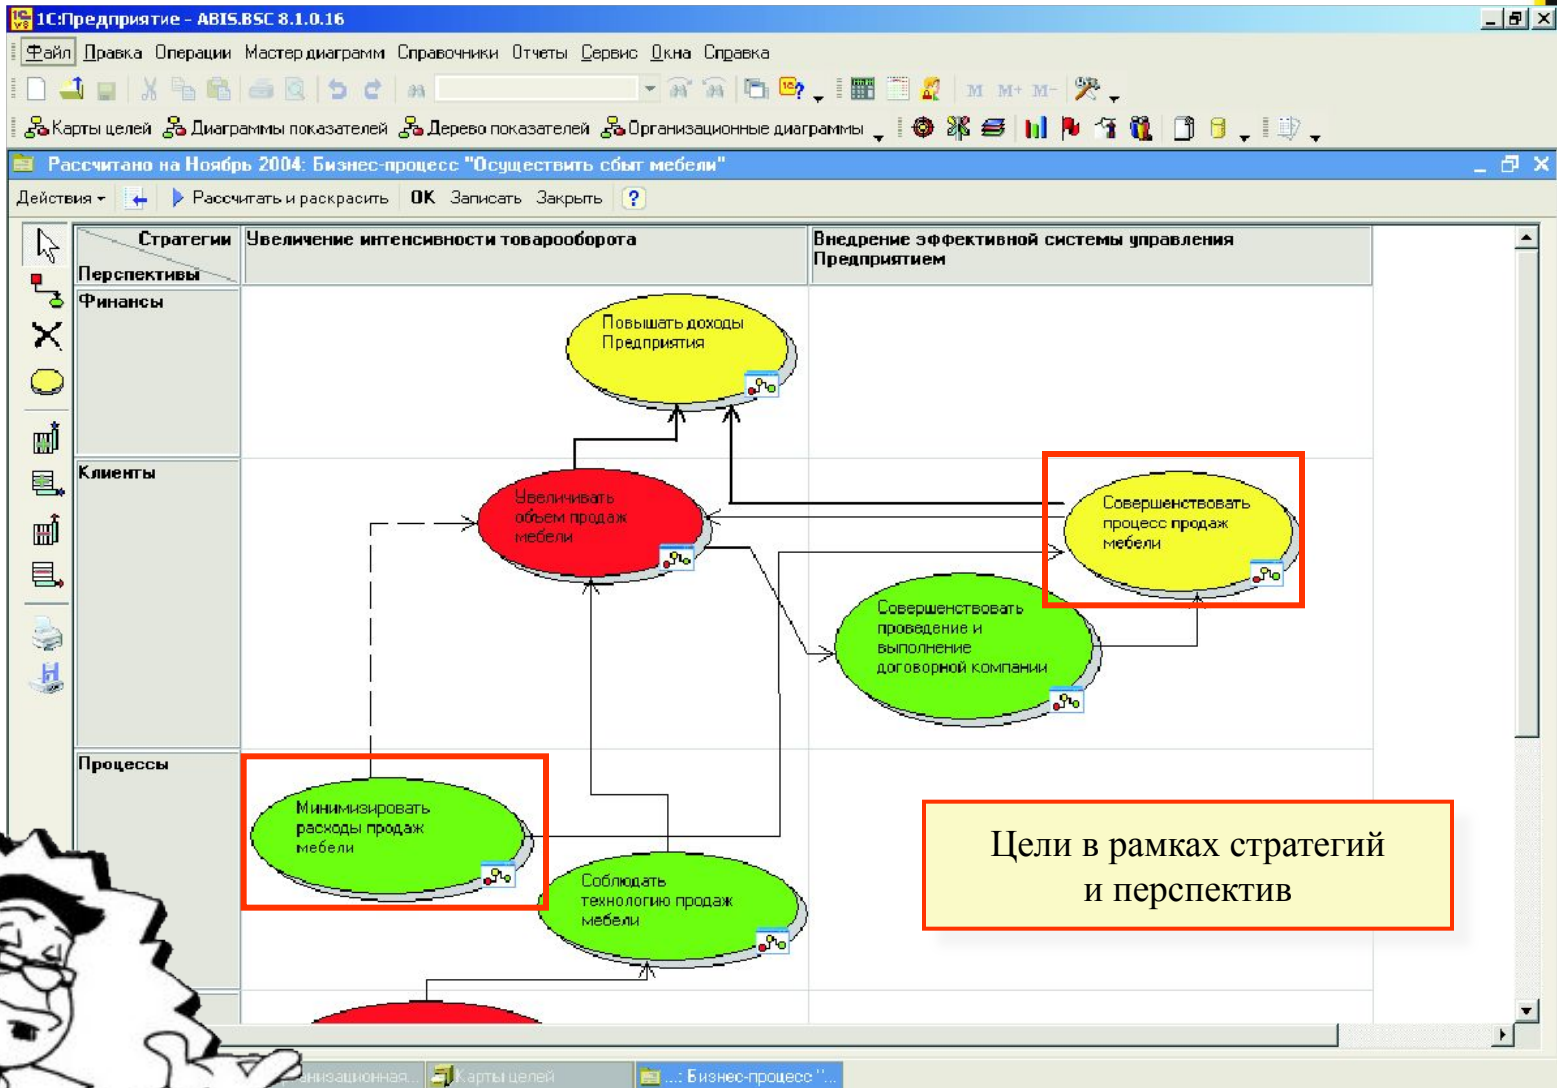 1С:Предприятие - ABIS.BSC 8.1.0.16
Файл Правка Операции Мастер диаграмм Справочники Отчеты Сервис Окна Справка
М М+ М-
Карты целей Диаграммы показателей Дерево показателей Организационные диаграммы
Рассчитано на Ноябрь 2004: Бизнес-процесс "Осуществить сбыт мебели"
Действия Рассчитать и раскрасить ОК Записать Закрыть ?
Стратегии
Перспективы
Увеличение интенсивности товарооборота
Внедрение эффективной системы управления
Предприятием
Финансы
Повышать доходы
Предприятия
Клиенты
Увеличивать
объем продаж
мебели
Совершенствовать
процесс продаж
мебели
Совершенствовать
проведение и
выполнение
договорной компании
Процессы
Минимизировать
расходы продаж
мебели
Соблюдать
технологию продаж
мебели
Цели в рамках стратегий
и перспектив
анизационная... Карты целей ...: Бизнес-процесс "...